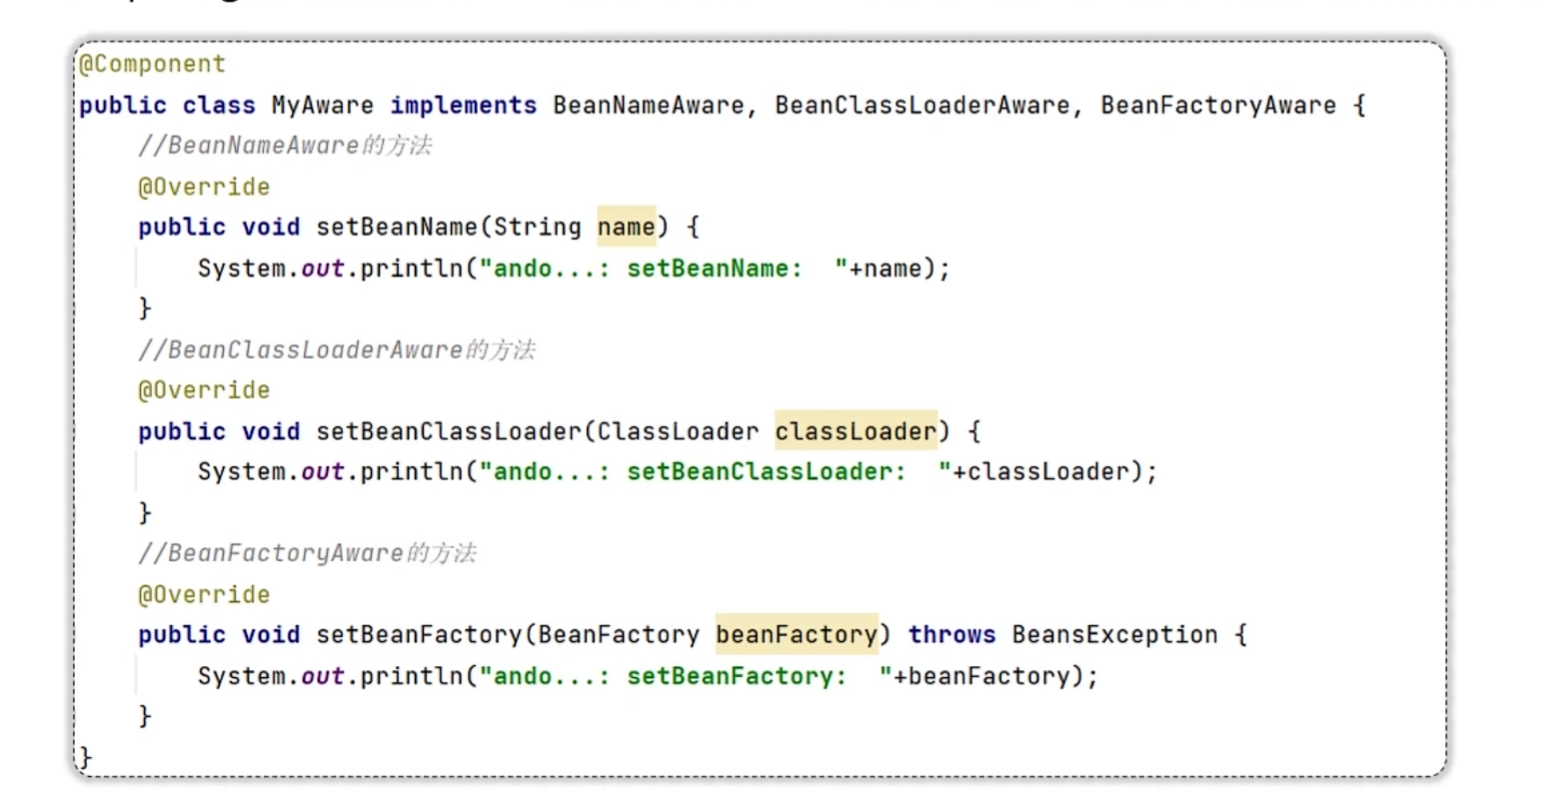 @Component
public class MyAware implements BeanNameAware, BeanClassLoaderAware, BeanFactoryAware {
//BeanNameAware的方法
@Override
public void setBeanName(String name) {
System.out.println("ando...: setBeanName:  "+name);
}
//BeanClassLoaderAware的方法
@Override
public void setBeanClassLoader(ClassLoader classLoader) {
System.out.println("ando...: setBeanClassLoader:  "+classLoader);
}
//BeanFactoryAware的方法
@Override
public void setBeanFactory(BeanFactory beanFactory) throws BeansException {
System.out.println("ando...: setBeanFactory:  "+beanFactory);
}
}